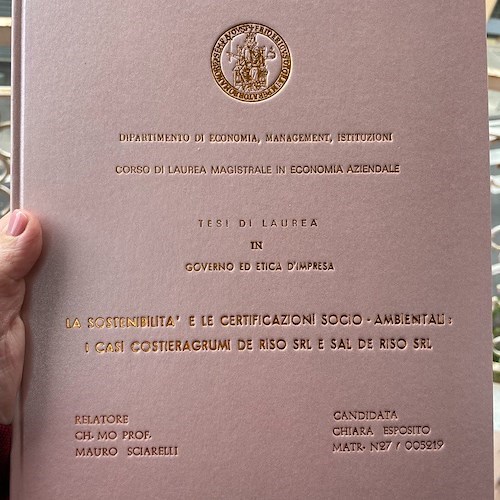 DIPARTIMENTO DI ECONOMIA, MANAGEMENT, ISTITUZIONI
CORSO DI LAUREA MAGISTRALE IN ECONOMIA AZIENDALE
TESI DI LAUREA
IN
GOVERNO ED ETICA D'IMPRESA
LA SOSTENIBILITA' E LE CERTIFICAZIONI SOCIO - AMBIENTALI :
I CASI COSTIERAGRUMI DE RISO SRL E SAL DE RISO SRL
RELATORE
CH. MO PROF.
MAURO SCIARELLI
CANDIDATA
CHIARA ESPOSITO
MATR. N27 / 005219